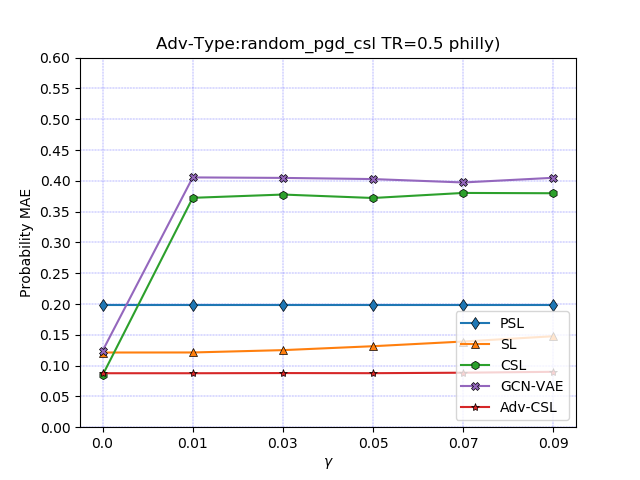 Adv-Type:random_pgd_csl TR=0.5 philly)
Probability MAE
0.60
0.55
0.50
0.45
0.40
0.35
0.30
0.25
0.20
0.15
0.10
0.05
0.00
PSL
SL
CSL
GCN-VAE
Adv-CSL
0.0 0.01 0.03 0.05 0.07 0.09
γ